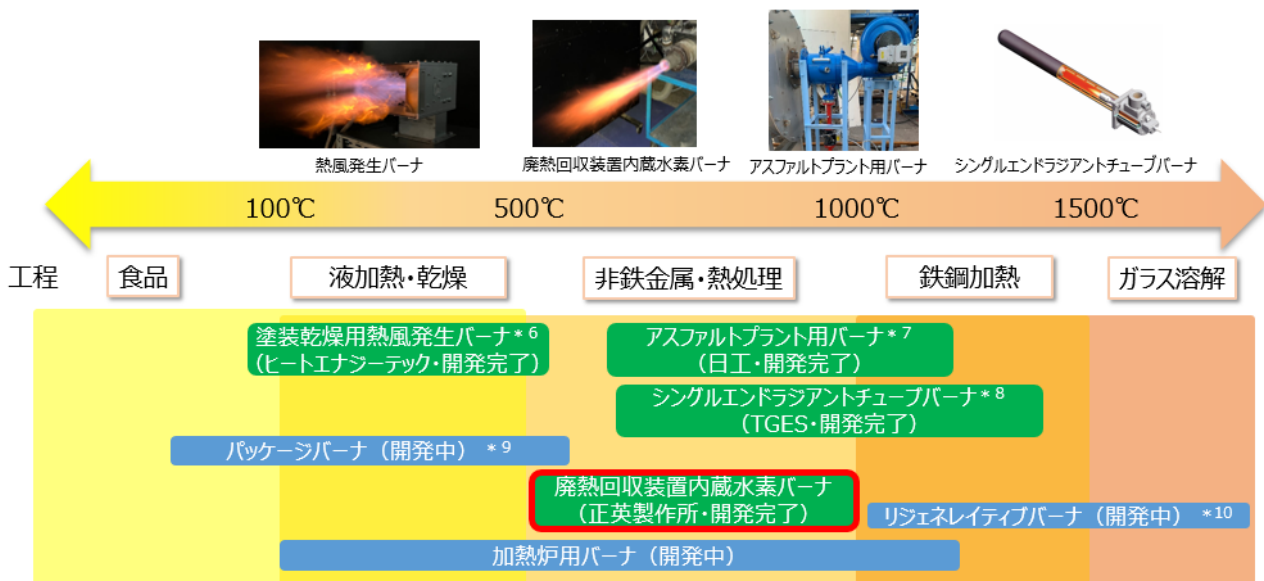 熱風発生バーナ
廃熱回収装置内蔵水素バーナ
アスファルトプラント用バーナ
シングルエンドラジアントチューブバーナ
100℃
500℃
1000℃
1500℃
工程
食品
液加熱・乾燥
非鉄金属・熱処理
鉄鋼加熱
ガラス溶解
塗装乾燥用熱風発生バーナ*6
(ヒートエナジーテック・開発完了)
アスファルトプラント用バーナ*7
(日工・開発完了)
シングルエンドラジアントチューブバーナ*8
(TGES・開発完了)
パッケージバーナ（開発中）*9
廃熱回収装置内蔵水素バーナ
(正英製作所・開発完了)
リジェネレイティブバーナ（開発中）*10
加熱炉用バーナ（開発中）